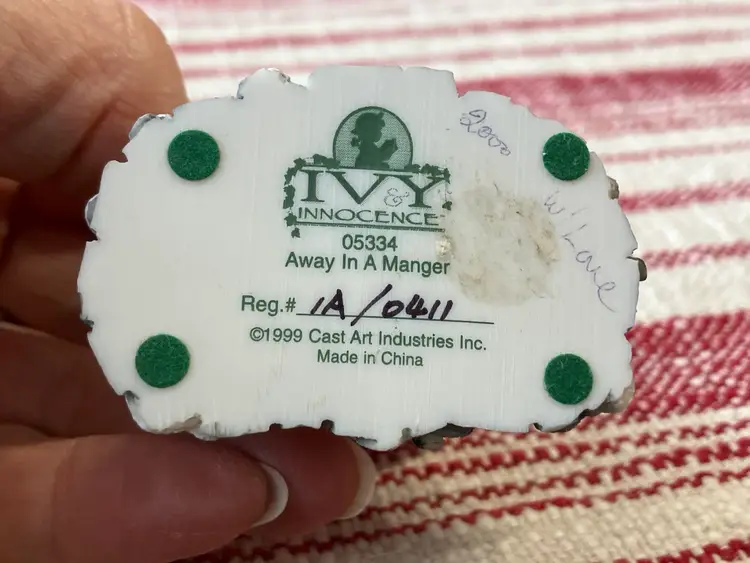 2000
W' Love
IVY
&
INNOCENCE
05334
Away In A Manger
Reg.# 1A/0411
©1999 Cast Art Industries Inc.
Made in China